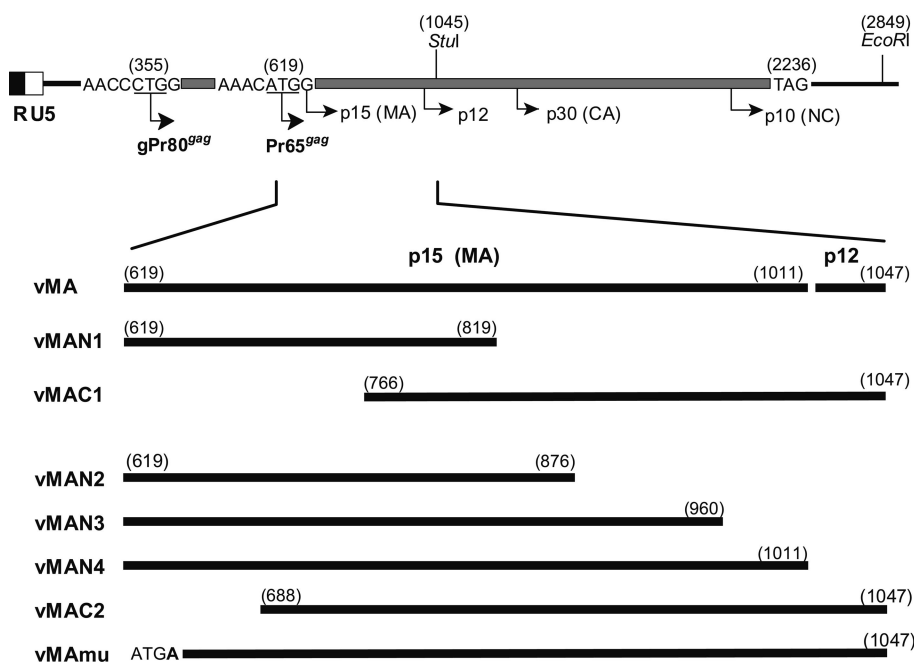 (1045) (2849)
StuI EcoRI
(355) (619) (2236)
AACCCTGG AAACATGG TAG
RU5 p15 (MA) p12 p30 (CA) p10 (NC)
gPr80gag Pr65gag
p15 (MA) p12
vMA (619) (1011) (1047)
vMAN1 (619) (819)
vMAC1 (766) (1047)
vMAN2 (619) (876)
vMAN3 (960)
vMAN4 (1011)
vMAC2 (688) (1047)
vMAmu ATGA (1047)